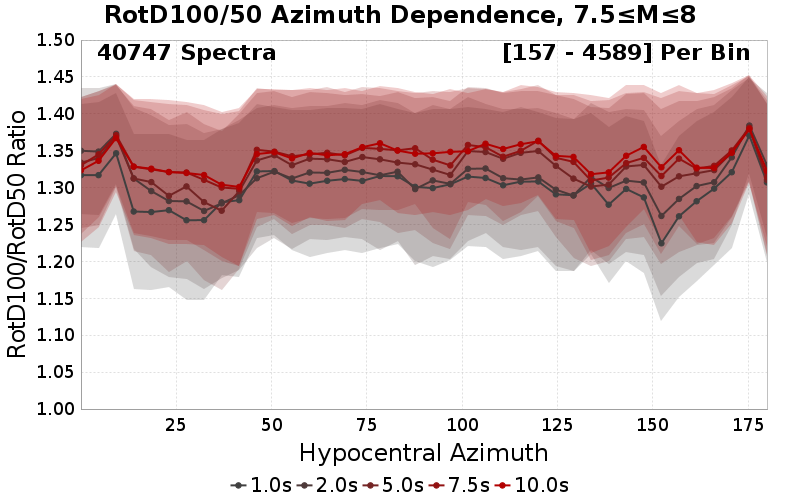 RotD100/50 Azimuth Dependence, 7.5≤M≤8
40747 Spectra
[157 - 4589] Per Bin
RotD100/RotD50 Ratio
1.50
1.45
1.40
1.35
1.30
1.25
1.20
1.15
1.10
1.05
1.00
25 50 75 100 125 150 175
Hypocentral Azimuth
1.0s 2.0s 5.0s 7.5s 10.0s